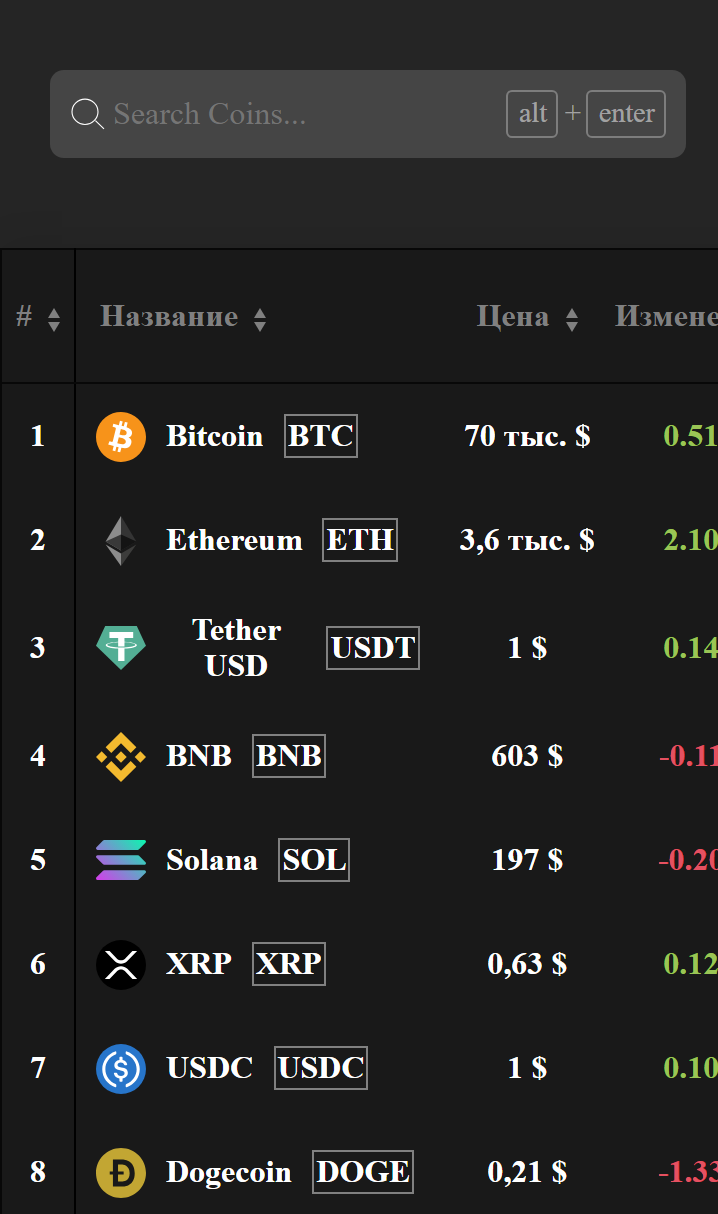 Search Coins... alt + enter
# Название Цена Измене
1 Bitcoin BTC 70 тыс. $ 0.51
2 Ethereum ETH 3,6 тыс. $ 2.10
3 Tether USD USDT 1 $ 0.14
4 BNB BNB 603 $ -0.11
5 Solana SOL 197 $ -0.20
6 XRP XRP 0,63 $ 0.12
7 USDC USDC 1 $ 0.10
8 Dogecoin DOGE 0,21 $ -1.33